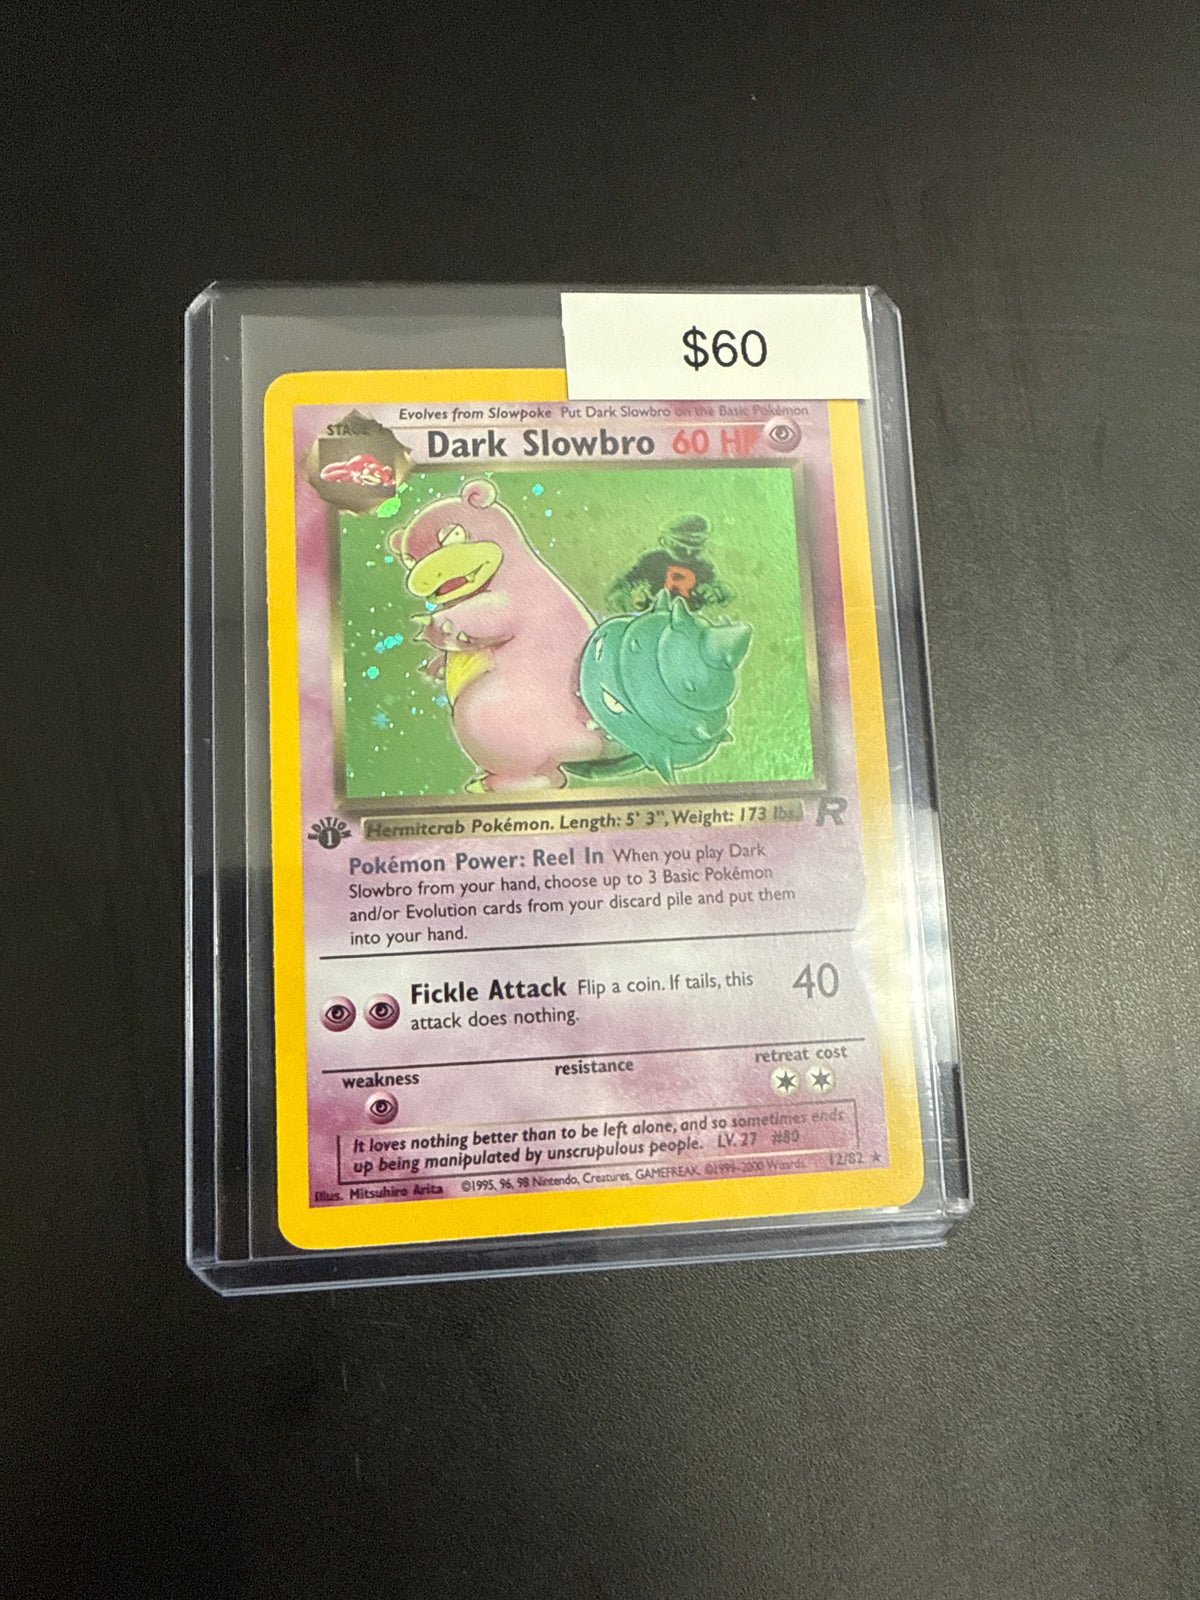 $60
Evolves from Slowpoke Put Dark Slowbro on the Basic Pokémon
STAGE 1
Dark Slowbro 60 HP
R
EDITION
1
Hermitcrab Pokémon. Length: 5' 3", Weight: 173 lbs.
R
Pokémon Power: Reel In When you play Dark
Slowbro from your hand, choose up to 3 Basic Pokémon
and/or Evolution cards from your discard pile and put them
into your hand.
Fickle Attack Flip a coin. If tails, this 40
attack does nothing.
weakness resistance retreat cost
It loves nothing better than to be left alone, and so sometimes ends
up being manipulated by unscrupulous people. LV. 27 #80
Illus. Mitsuhiro Arita ©1995, 96, 98 Nintendo, Creatures, GAMEFREAK. ©1999-2000 Wizards. 12/82